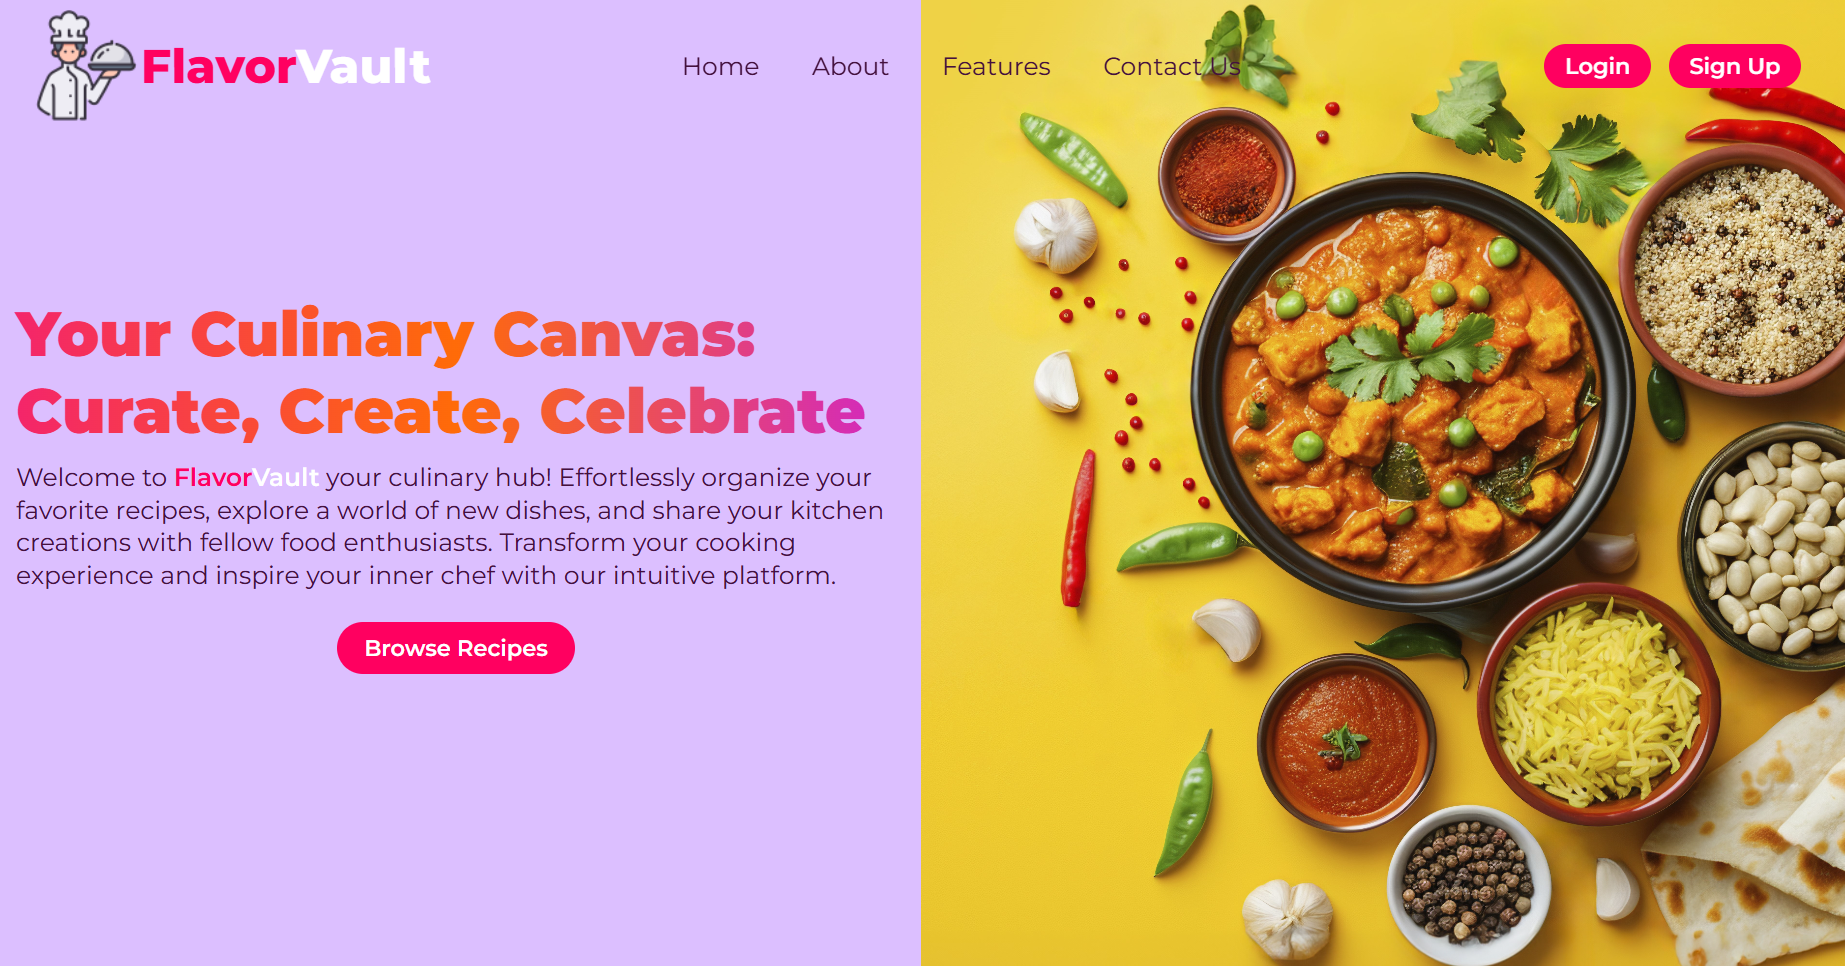 FlavorVault
Home About Features Contact Us
Login Sign Up
Your Culinary Canvas:
Curate, Create, Celebrate
Welcome to FlavorVault your culinary hub! Effortlessly organize your
favorite recipes, explore a world of new dishes, and share your kitchen
creations with fellow food enthusiasts. Transform your cooking
experience and inspire your inner chef with our intuitive platform.
Browse Recipes